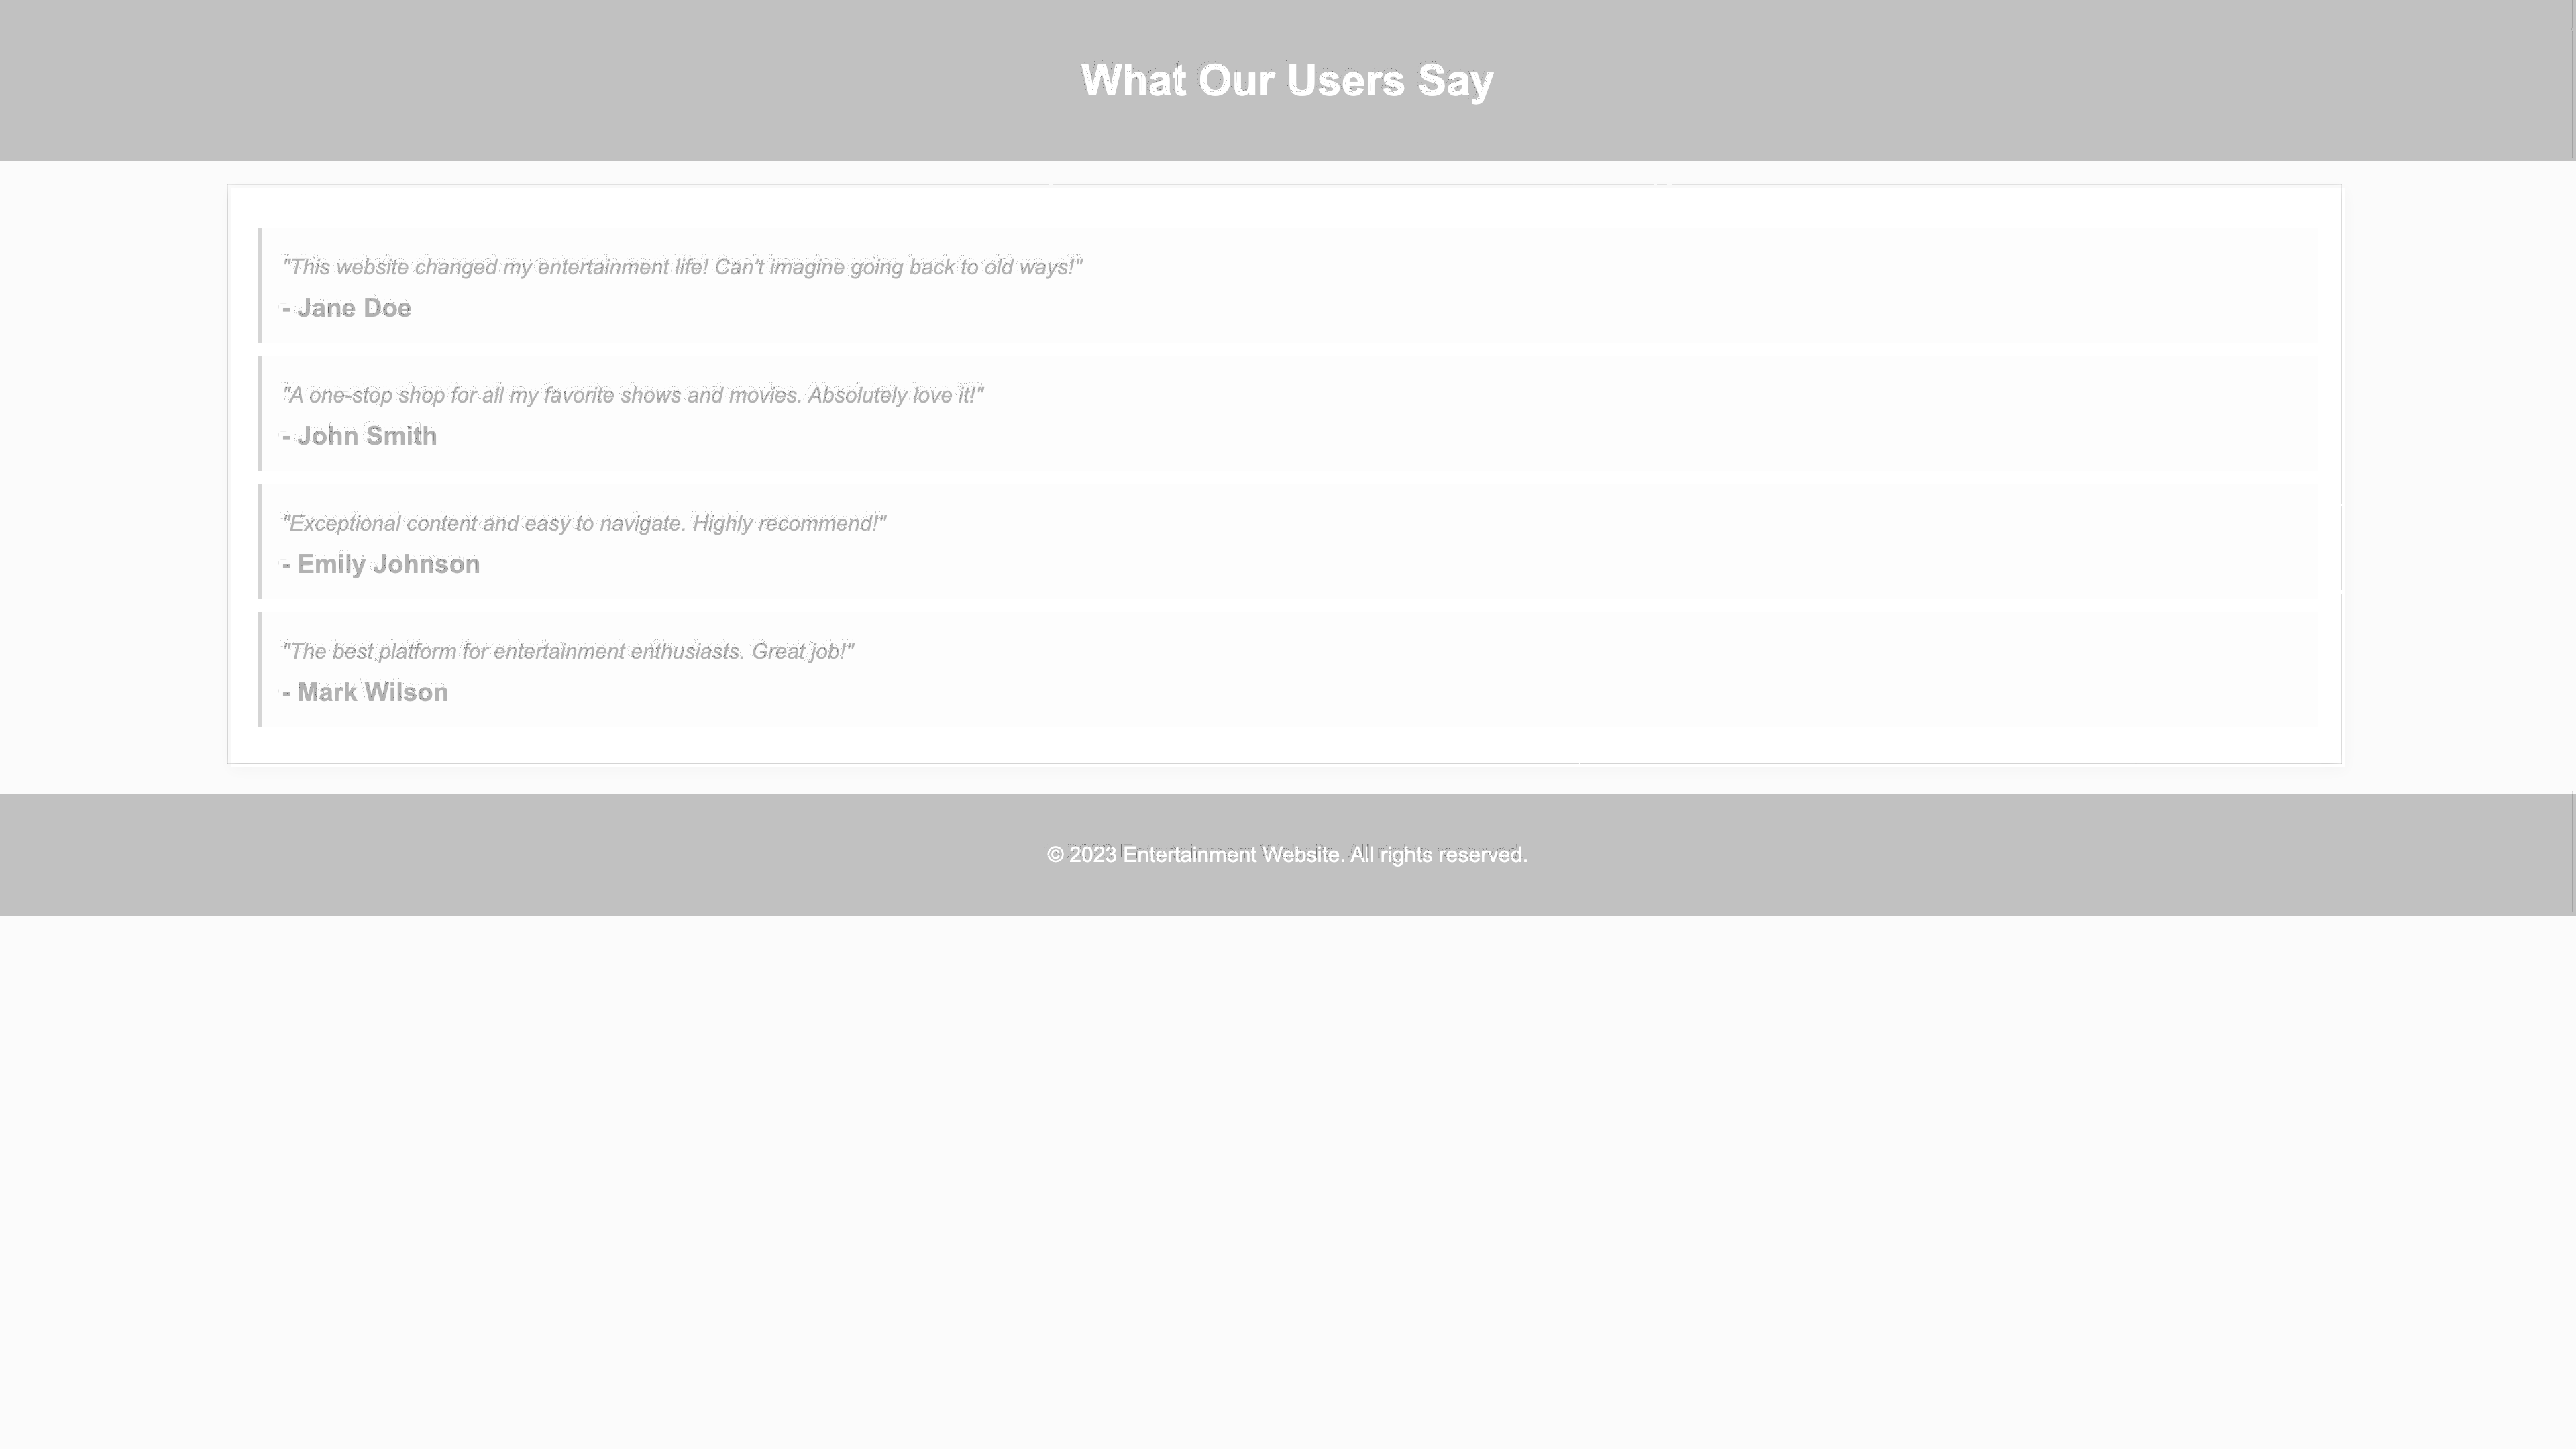 What Our Users Say
"This website changed my entertainment life! Can't imagine going back to old ways!"
- Jane Doe
"A one-stop shop for all my favorite shows and movies. Absolutely love it!"
- John Smith
"Exceptional content and easy to navigate. Highly recommend!"
- Emily Johnson
"The best platform for entertainment enthusiasts. Great job!"
- Mark Wilson
© 2023 Entertainment Website. All rights reserved.